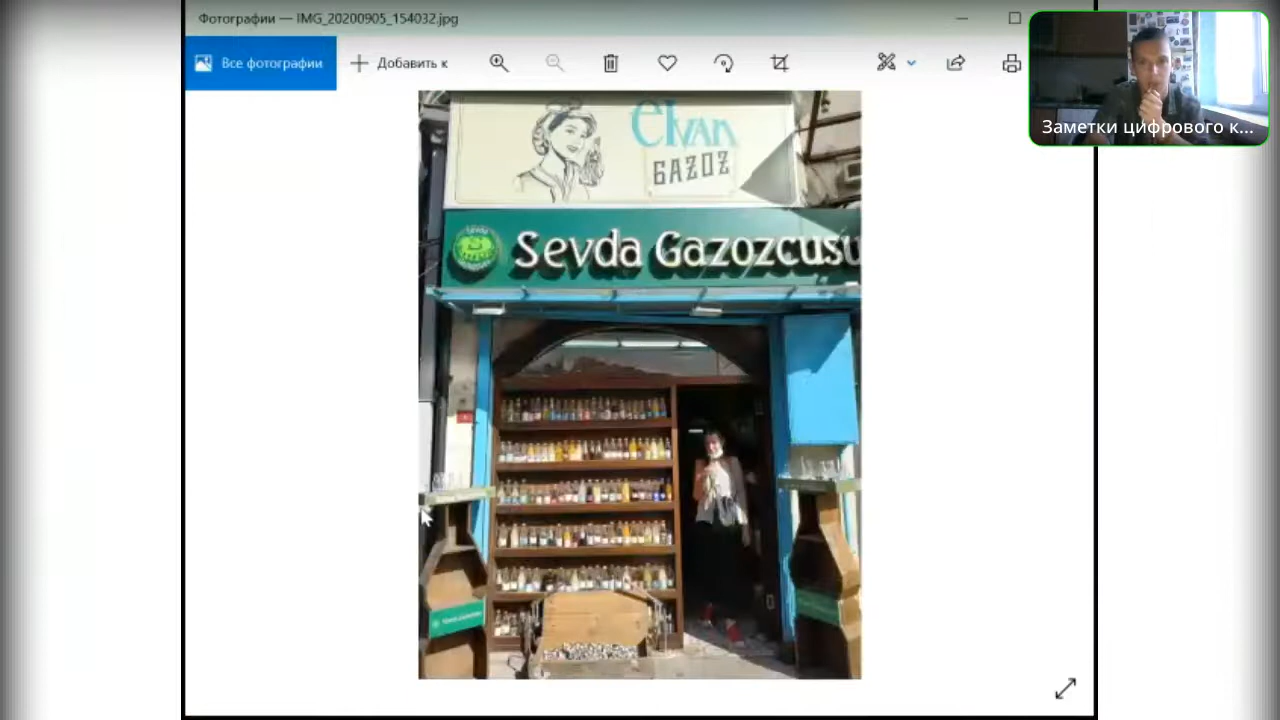 Фотографии — IMG_20200905_154032.jpg
Все фотографии
Добавить к
Заметки цифрового к...
Elvan
GAZOZ
Sevda Gazozcusu